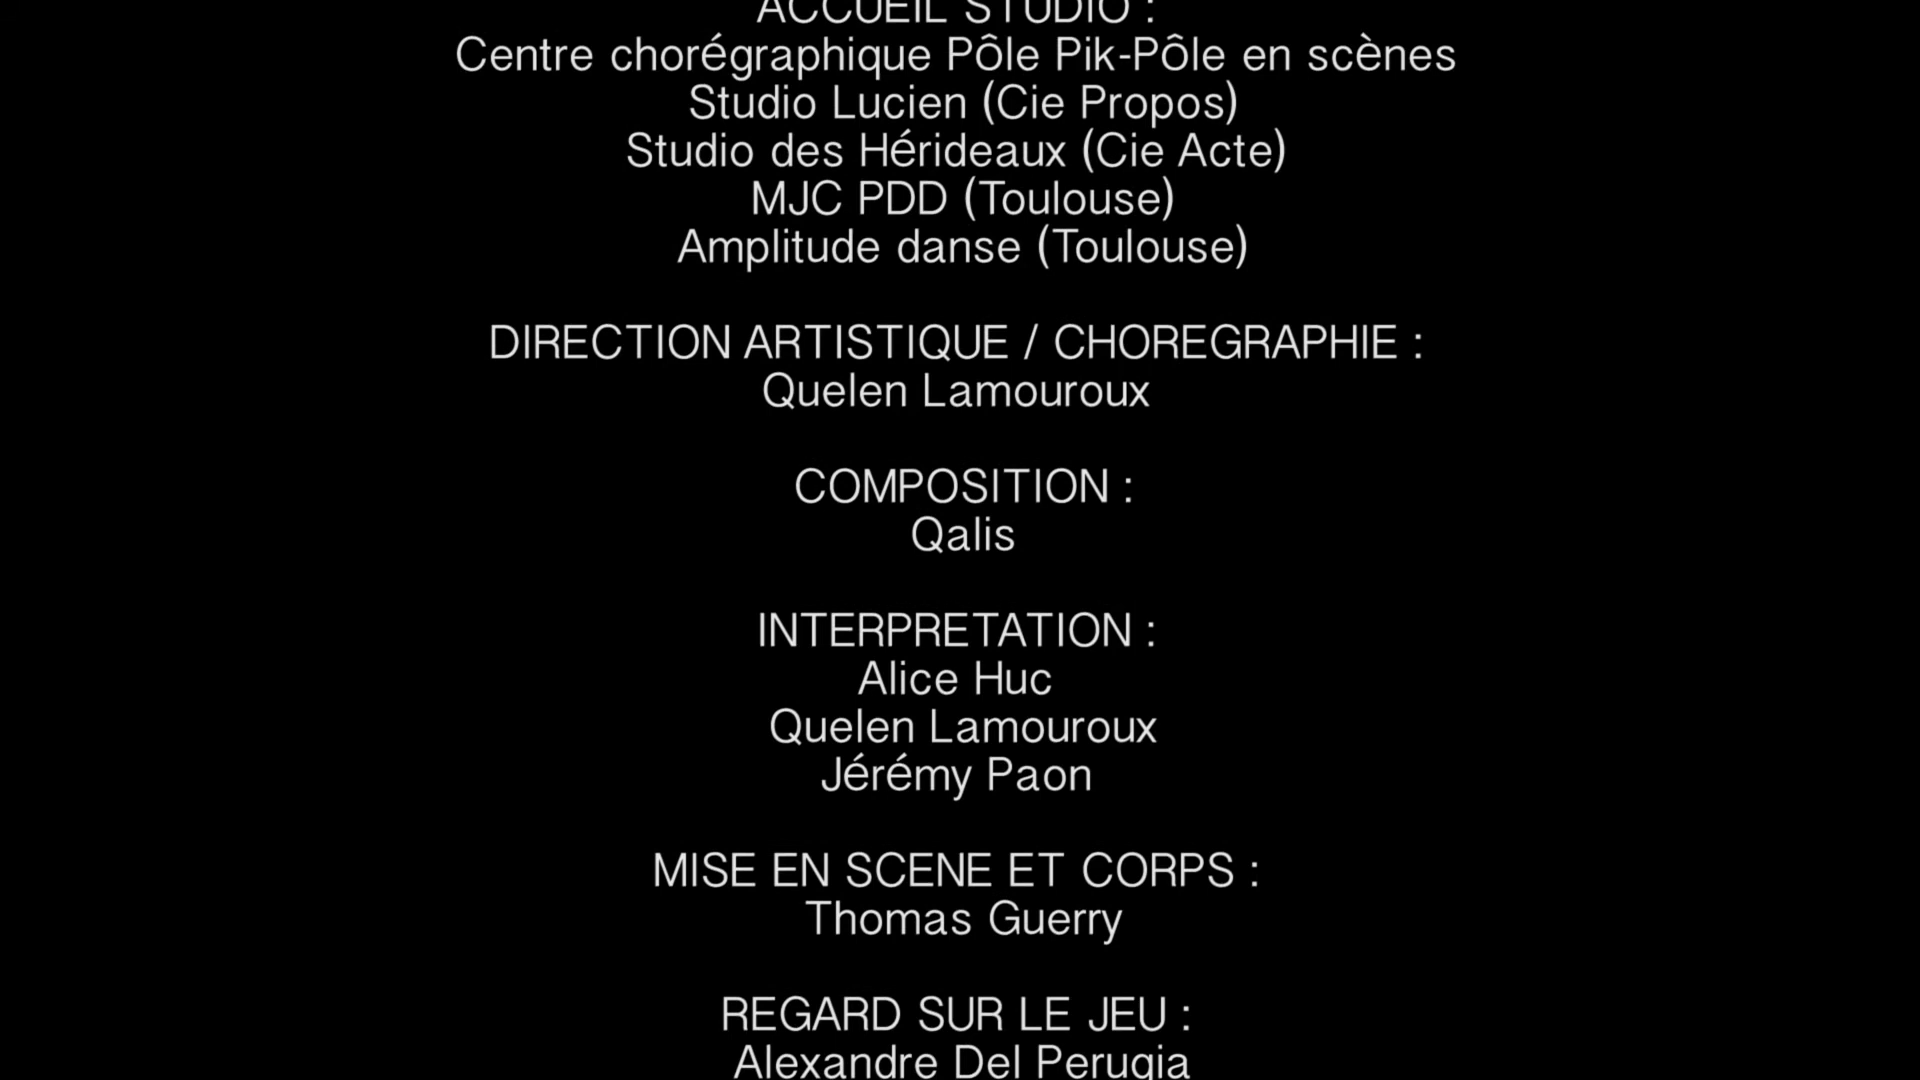 ACCUEIL STUDIO :
Centre chorégraphique Pôle Pik-Pôle en scènes
Studio Lucien (Cie Propos)
Studio des Hérideaux (Cie Acte)
MJC PDD (Toulouse)
Amplitude danse (Toulouse)
DIRECTION ARTISTIQUE / CHOREGRAPHIE :
Quelen Lamouroux
COMPOSITION :
Qalis
INTERPRETATION :
Alice Huc
Quelen Lamouroux
Jérémy Paon
MISE EN SCENE ET CORPS :
Thomas Guerry
REGARD SUR LE JEU :
Alexandre Del Perugia